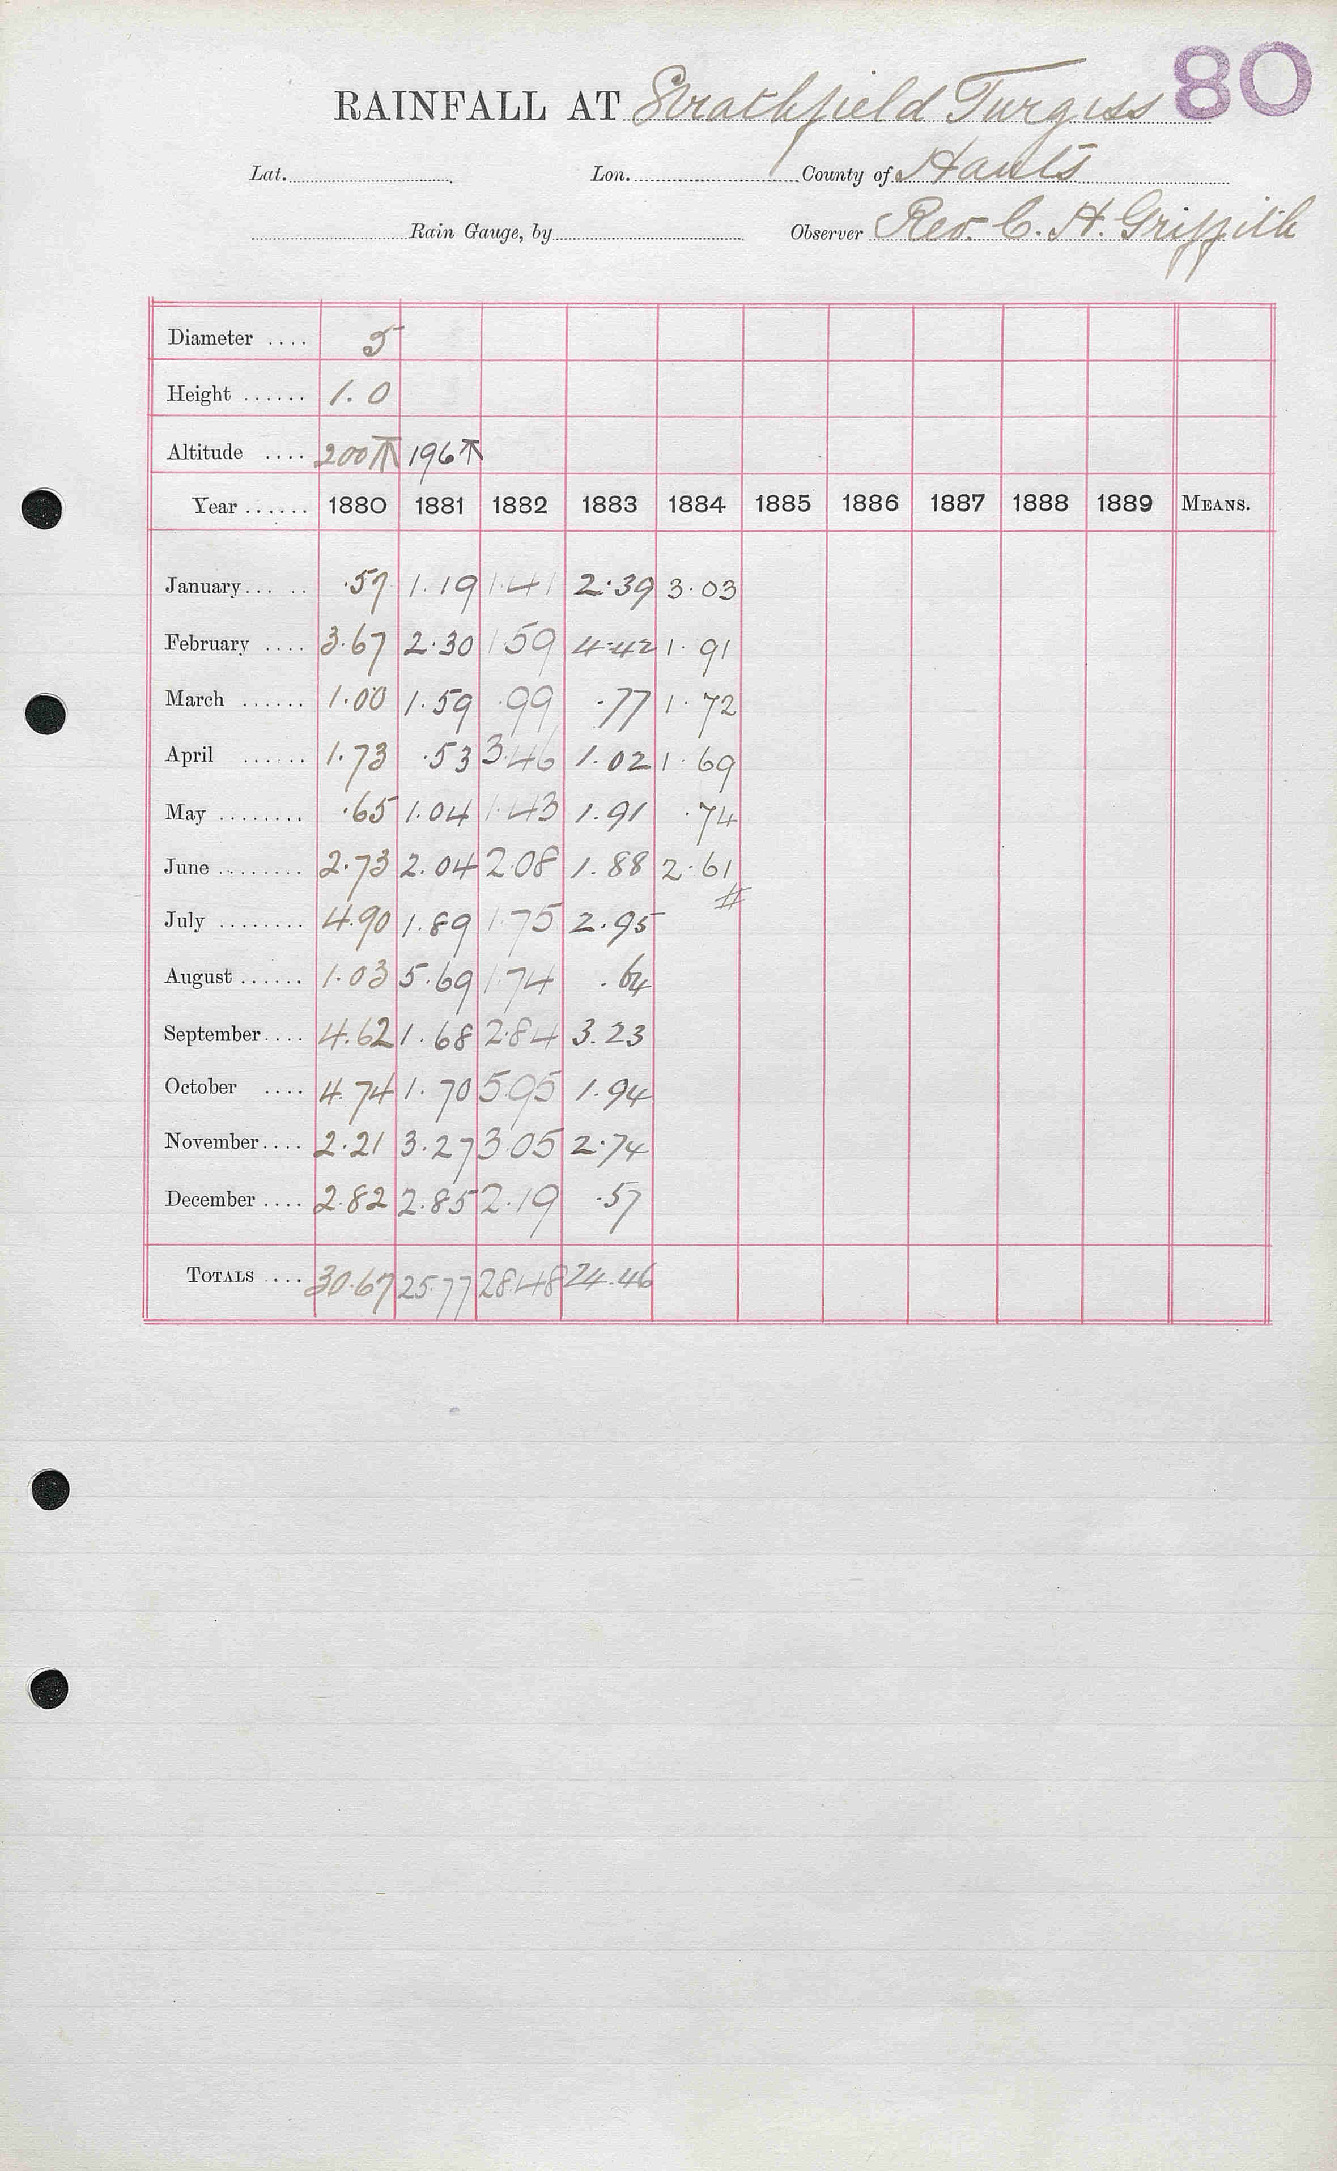 80
RAINFALL AT Strathfield Turgiss
Lat. Lon. County of Hants
Rain Gauge, by Observer Rev. C. H. Griffith
Diameter .... 5
Height ...... 1.0
Altitude .... 200 196
Year ...... 1880 1881 1882 1883 1884 1885 1886 1887 1888 1889 MEANS.
January... .. .57 1.19 1.41 2.39 3.03
February .... 3.67 2.30 1.59 4.42 1.91
March ...... 1.00 1.59 .99 .77 1.72
April ...... 1.73 .53 3.46 1.02 1.69
May ........ .65 1.04 1.43 1.91 .74
June ........ 2.73 2.04 2.08 1.88 2.61
#
July ........ 4.90 1.89 1.75 2.95
August ...... 1.03 5.69 1.74 .64
September.... 4.62 1.68 2.84 3.23
October .... 4.74 1.70 5.95 1.94
November.... 2.21 3.27 3.05 2.74
December .... 2.82 2.85 2.19 .57
TOTALS .... 30.67 25.77 28.48 24.46